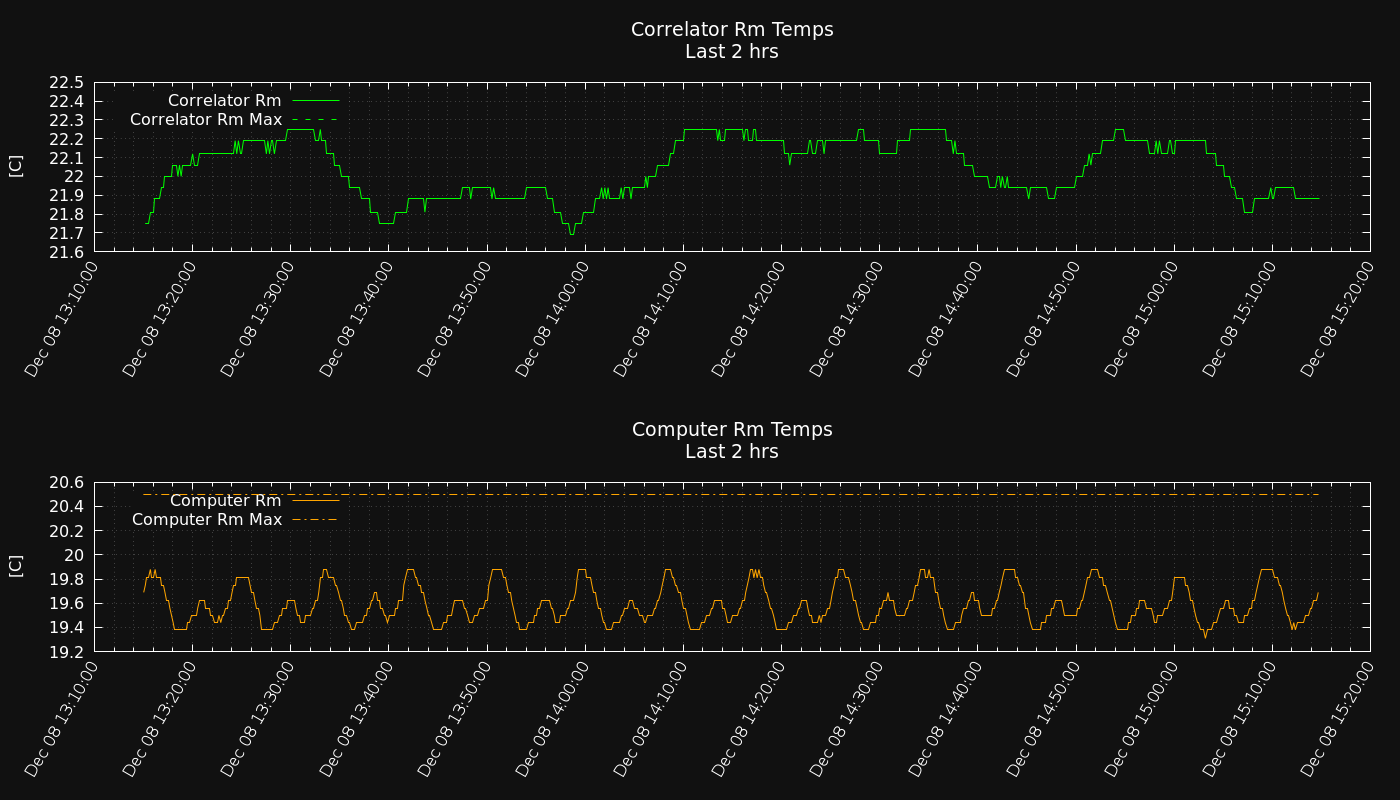 Correlator Rm Temps
Last 2 hrs
22.5
22.4
22.3
22.2
22.1
22
21.9
21.8
21.7
21.6
[C]
Correlator Rm
Correlator Rm Max
Dec 08 13:10:00
Dec 08 13:20:00
Dec 08 13:30:00
Dec 08 13:40:00
Dec 08 13:50:00
Dec 08 14:00:00
Dec 08 14:10:00
Dec 08 14:20:00
Dec 08 14:30:00
Dec 08 14:40:00
Dec 08 14:50:00
Dec 08 15:00:00
Dec 08 15:10:00
Dec 08 15:20:00
Computer Rm Temps
Last 2 hrs
20.6
20.4
20.2
20
19.8
19.6
19.4
19.2
[C]
Computer Rm
Computer Rm Max
Dec 08 13:10:00
Dec 08 13:20:00
Dec 08 13:30:00
Dec 08 13:40:00
Dec 08 13:50:00
Dec 08 14:00:00
Dec 08 14:10:00
Dec 08 14:20:00
Dec 08 14:30:00
Dec 08 14:40:00
Dec 08 14:50:00
Dec 08 15:00:00
Dec 08 15:10:00
Dec 08 15:20:00